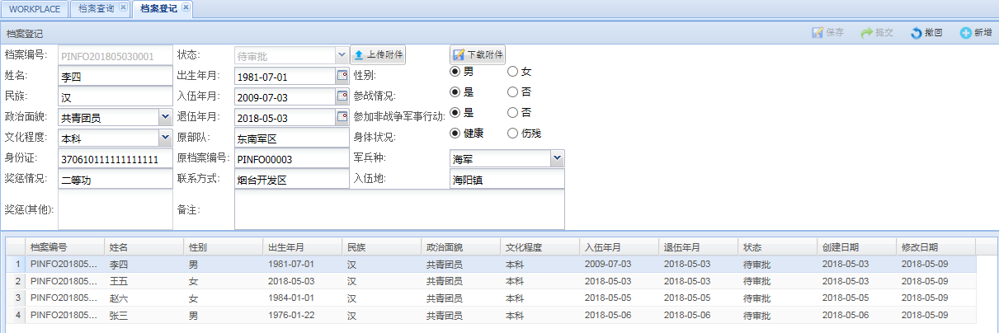 WORKPLACE 档案查询 档案登记
档案登记 保存 提交 撤回 新增
档案编号: PINFO201805030001 状态: 待审批 上传附件 下载附件
姓名: 李四 出生年月: 1981-07-01 性别: 男 女
民族: 汉 入伍年月: 2009-07-03 参战情况: 是 否
政治面貌: 共青团员 退伍年月: 2018-05-03 参加非战争军事行动: 是 否
文化程度: 本科 原部队: 东南军区 身体状况: 健康 伤残
身份证: 370610111111111111 原档案编号: PINFO00003 军兵种: 海军
奖惩情况: 二等功 联系方式: 烟台开发区 入伍地: 海阳镇
奖惩(其他): 备注:
档案编号 姓名 性别 出生年月 民族 政治面貌 文化程度 入伍年月 退伍年月 状态 创建日期 修改日期
1 PINFO201805... 李四 男 1981-07-01 汉 共青团员 本科 2009-07-03 2018-05-03 待审批 2018-05-03 2018-05-09
2 PINFO201805... 王五 女 2018-05-03 汉 共青团员 本科 2018-05-03 2018-05-03 待审批 2018-05-03 2018-05-09
3 PINFO201805... 赵六 女 1984-01-01 汉 共青团员 本科 2018-05-05 2018-05-05 待审批 2018-05-05 2018-05-09
4 PINFO201805... 张三 男 1976-01-22 汉 共青团员 本科 2018-05-06 2018-05-06 待审批 2018-05-06 2018-05-09